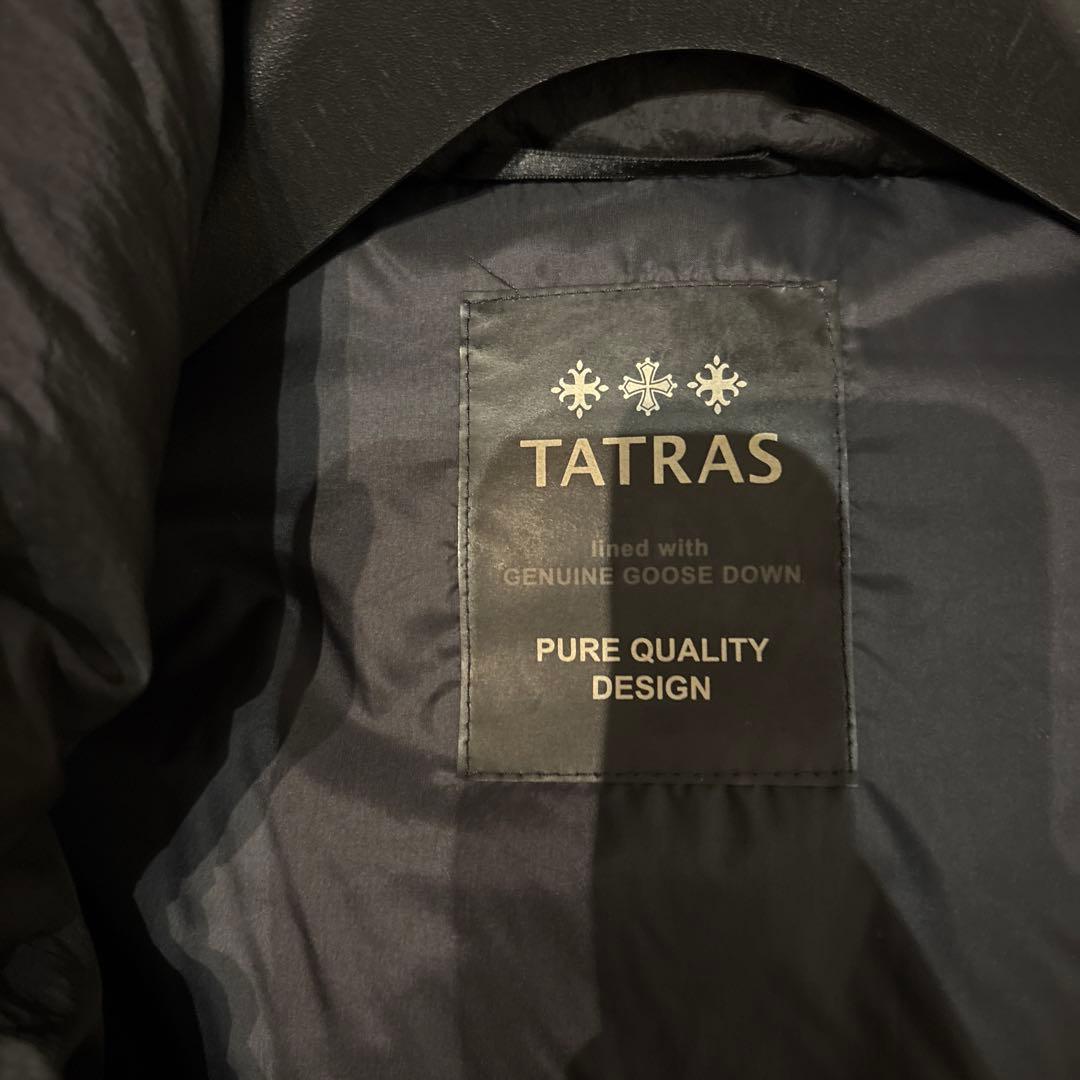 TATRAS
lined with
GENUINE GOOSE DOWN
PURE QUALITY
DESIGN